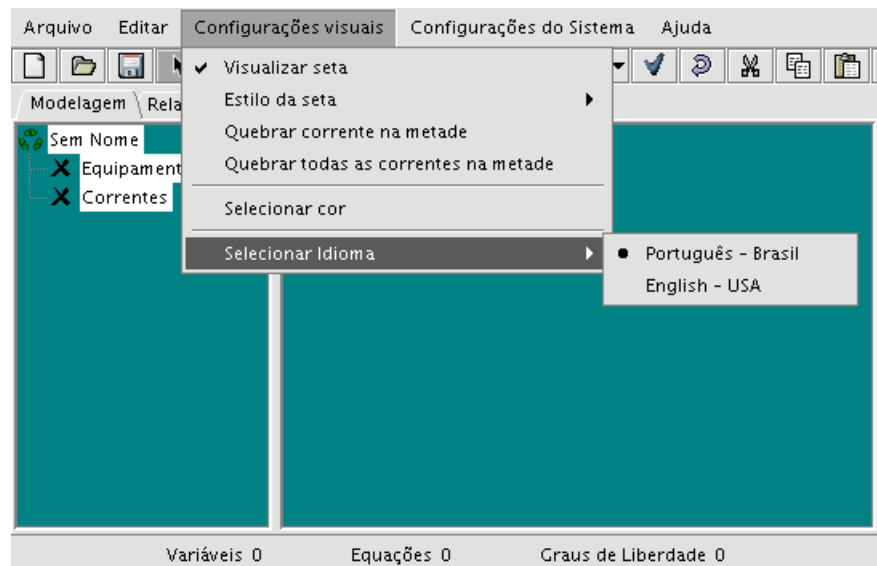 Arquivo Editar Configurações visuais Configurações do Sistema Ajuda
Visualizar seta
Modelagem Rela
Estilo da seta
Quebrar corrente na metade
Quebrar todas as correntes na metade
Selecionar cor
Selecionar Idioma
Português - Brasil
English - USA
Sem Nome
Equipament
Correntes
Variáveis 0 Equações 0 Graus de Liberdade 0